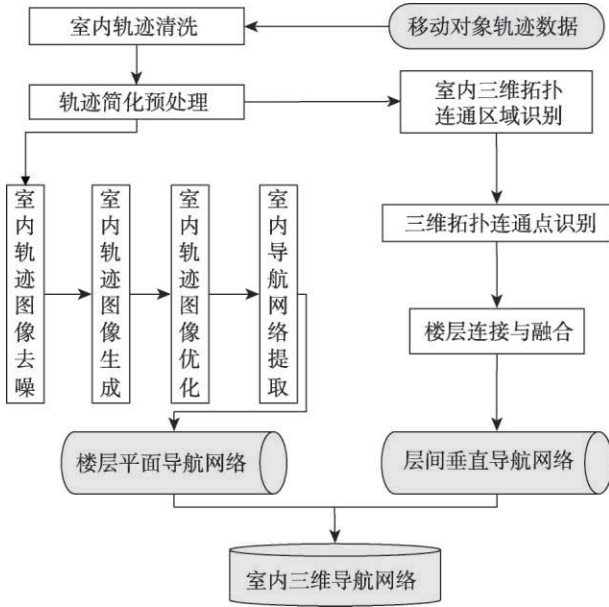 室内轨迹清洗
移动对象轨迹数据
轨迹简化预处理
室内三维拓扑
连通区域识别
室内轨迹图像去噪
室内轨迹图像生成
室内轨迹图像优化
室内导航网络提取
三维拓扑连通点识别
楼层连接与融合
楼层平面导航网络
层间垂直导航网络
室内三维导航网络